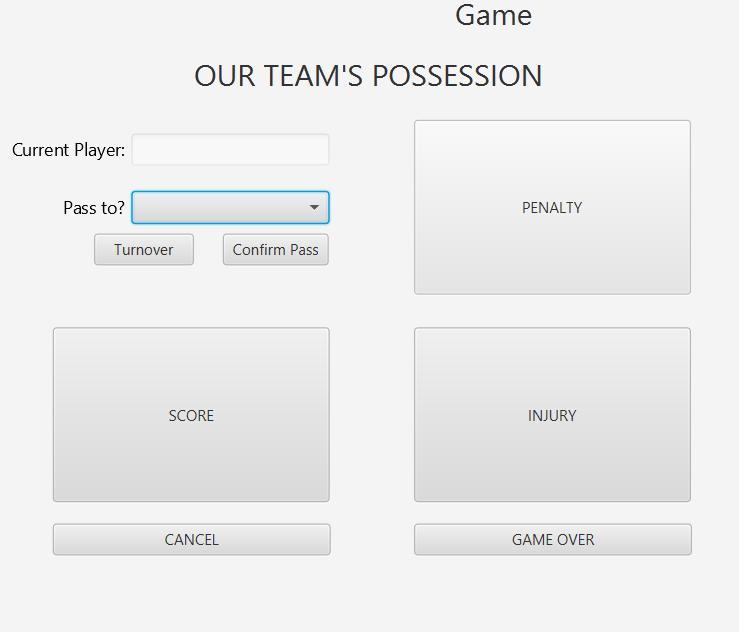 Game
OUR TEAM'S POSSESSION
Current Player:
Pass to?
Turnover
Confirm Pass
PENALTY
SCORE
INJURY
CANCEL
GAME OVER